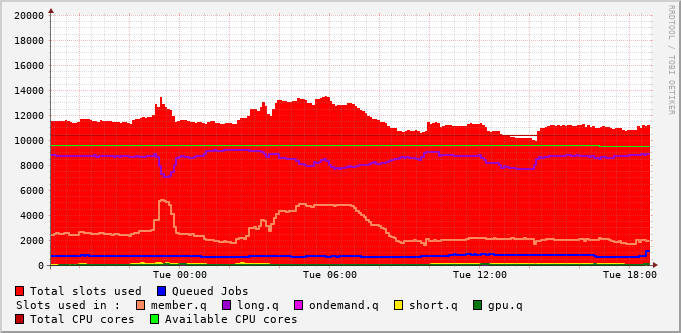 20000
18000
16000
14000
12000
10000
8000
6000
4000
2000
0
Tue 00:00 Tue 06:00 Tue 12:00 Tue 18:00
Total slots used Queued Jobs
Slots used in : member.q long.q ondemand.q short.q gpu.q
Total CPU cores Available CPU cores
RRDTOOL / TOBI OETIKER